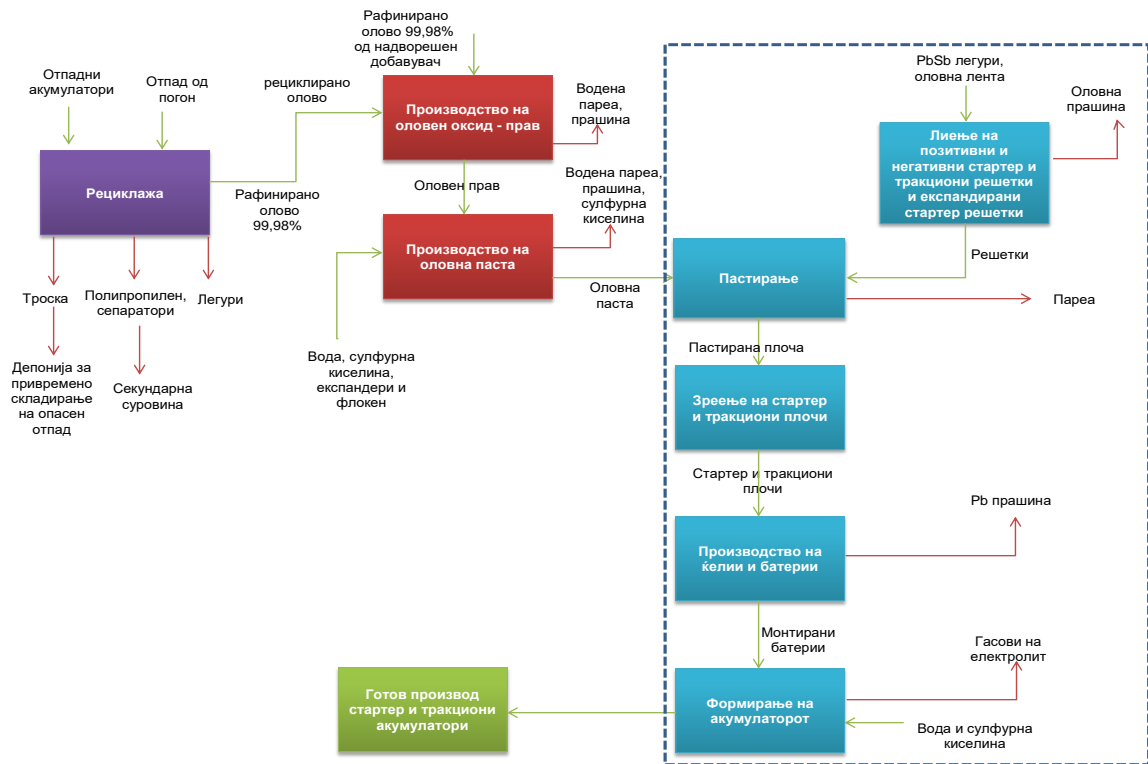 Рафинирано
олово 99,98%
од надворешен
добавувач
Отпадни
акумулатори
Отпад од
погон
рециклирано
олово
Производство на
оловен оксид - прав
Водена
пареа,
прашина
PbSb легури,
оловна лента
Оловна
прашина
Лиење на
позитивни и
негативни стартер и
тракциони решетки
и експандирани
стартер решетки
Рециклажа
Рафинирано
олово
99,98%
Оловен прав
Водена пареа,
прашина,
сулфурна
киселина
Производство на
оловна паста
Оловна
паста
Пастирање
Решетки
Пареа
Троска
Полипропилен,
сепаратори
Легури
Депонија за
привремено
складирање
на опасен
отпад
Секундарна
суровина
Вода, сулфурна
киселина,
експандери и
флокен
Пастирана плоча
Зреење на стартер
и тракциони плочи
Стартер и тракциони
плочи
Производство на
ќелии и батерии
Pb прашина
Монтирани
батерии
Гасови на
електролит
Готов производ
стартер и тракциони
акумулатори
Формирање на
акумулаторот
Вода и сулфурна
киселина